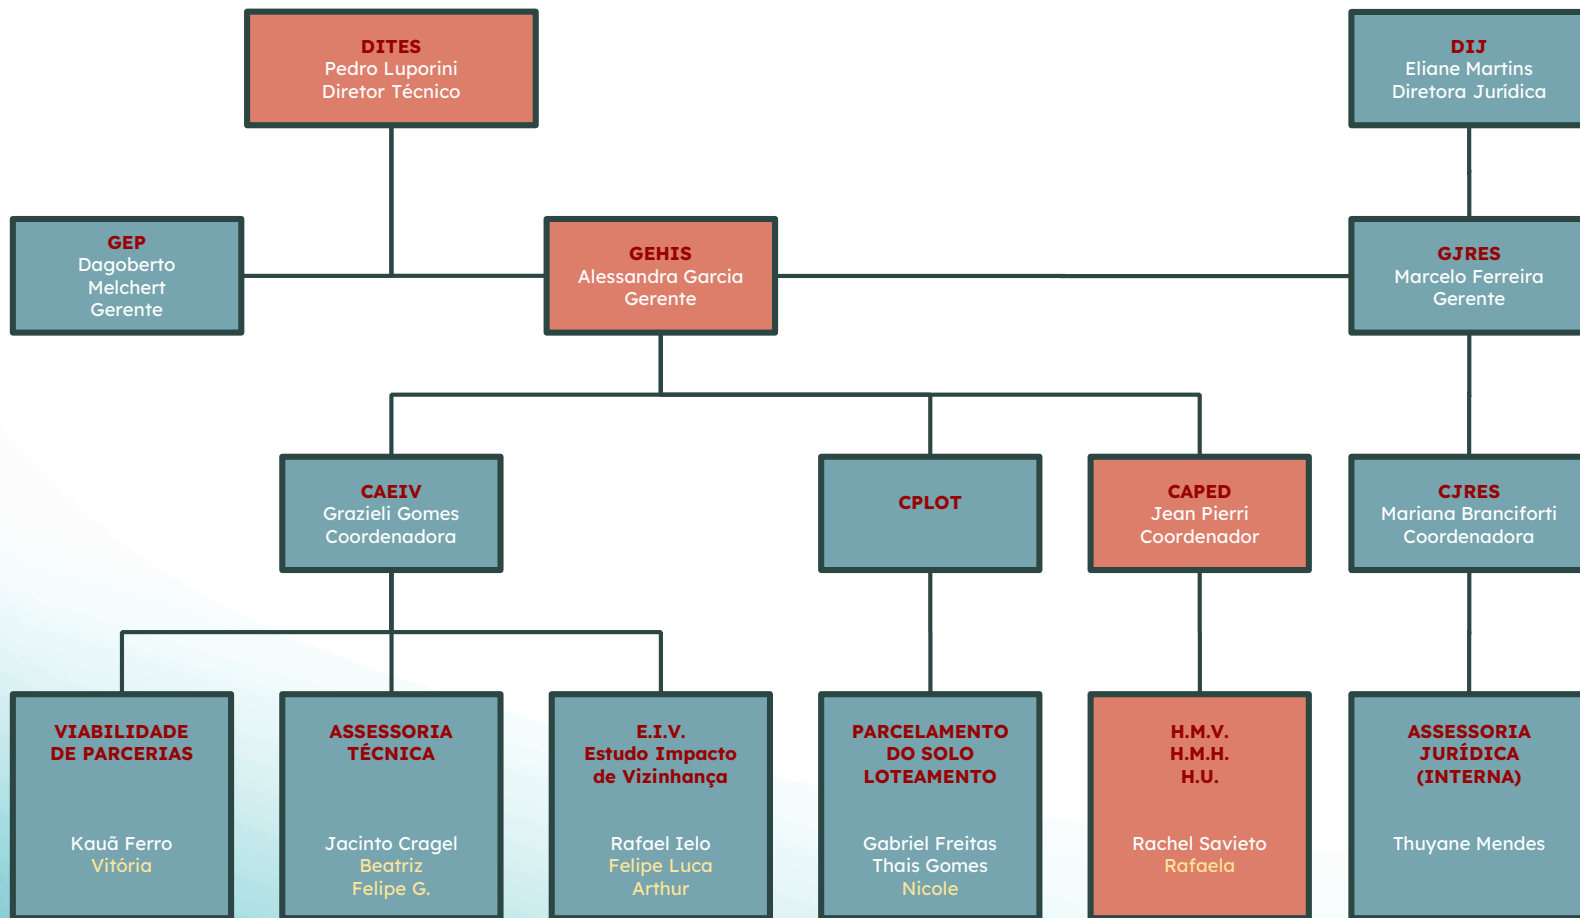 DITES
Pedro Luporini
Diretor Técnico
DIJ
Eliane Martins
Diretora Jurídica
GEP
Dagoberto
Melchert
Gerente
GEHIS
Alessandra Garcia
Gerente
GJRES
Marcelo Ferreira
Gerente
CAEIV
Grazieli Gomes
Coordenadora
CPLOT
CAPED
Jean Pierri
Coordenador
CJRES
Mariana Branciforti
Coordenadora
VIABILIDADE
DE PARCERIAS
Kauã Ferro
Vitória
ASSESSORIA
TÉCNICA
Jacinto Cragel
Beatriz
Felipe G.
E.I.V.
Estudo Impacto
de Vizinhança
Rafael Ielo
Felipe Luca
Arthur
PARCELAMENTO
DO SOLO
LOTEAMENTO
Gabriel Freitas
Thais Gomes
Nicole
H.M.V.
H.M.H.
H.U.
Rachel Savieto
Rafaela
ASSESSORIA
JURÍDICA
(INTERNA)
Thuyane Mendes